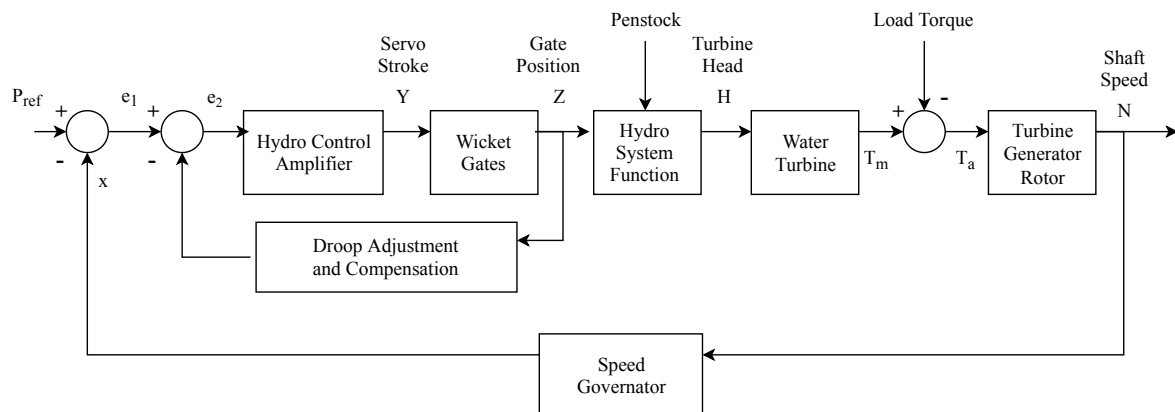 Penstock
Load Torque
Servo
Stroke
Gate
Position
Turbine
Head
Shaft
Speed
P_ref
+
e_1
+
e_2
Y
Z
H
+
-
N
-
-
x
Hydro Control
Amplifier
Wicket
Gates
Hydro
System
Function
Water
Turbine
T_m
T_a
Turbine
Generator
Rotor
Droop Adjustment
and Compensation
Speed
Governator